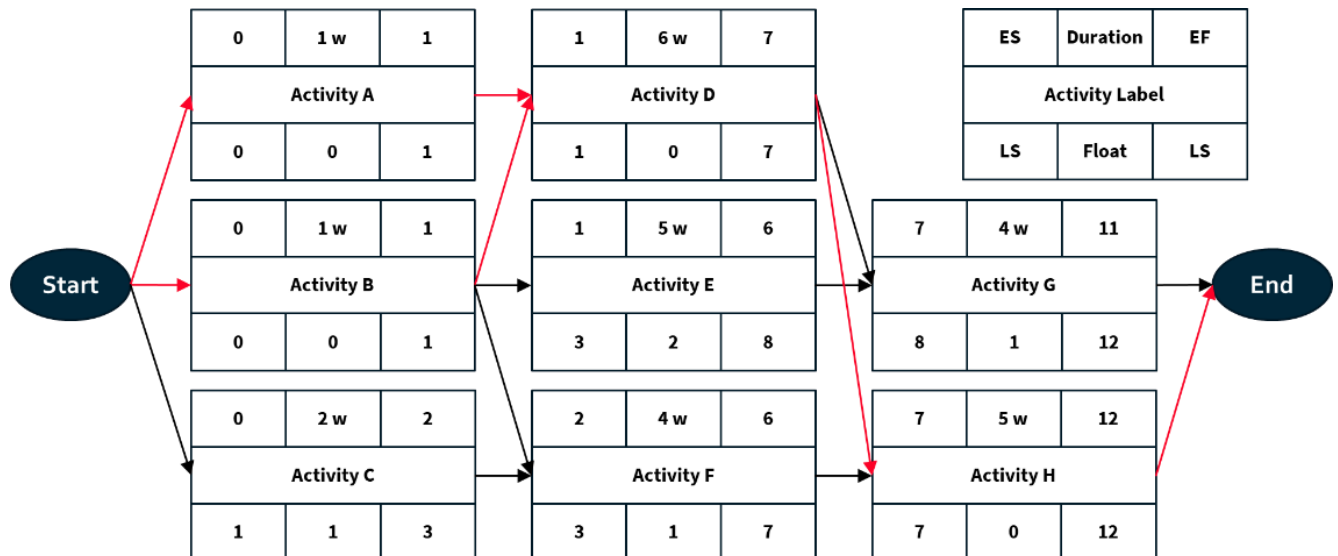 0 1 w 1 1 6 w 7 ES Duration EF
Activity A Activity D Activity Label
0 0 1 1 0 7 LS Float LS
0 1 w 1 1 5 w 6 7 4 w 11
Start Activity B Activity E Activity G End
0 0 1 3 2 8 8 1 12
0 2 w 2 2 4 w 6 7 5 w 12
Activity C Activity F Activity H
1 1 3 3 1 7 7 0 12